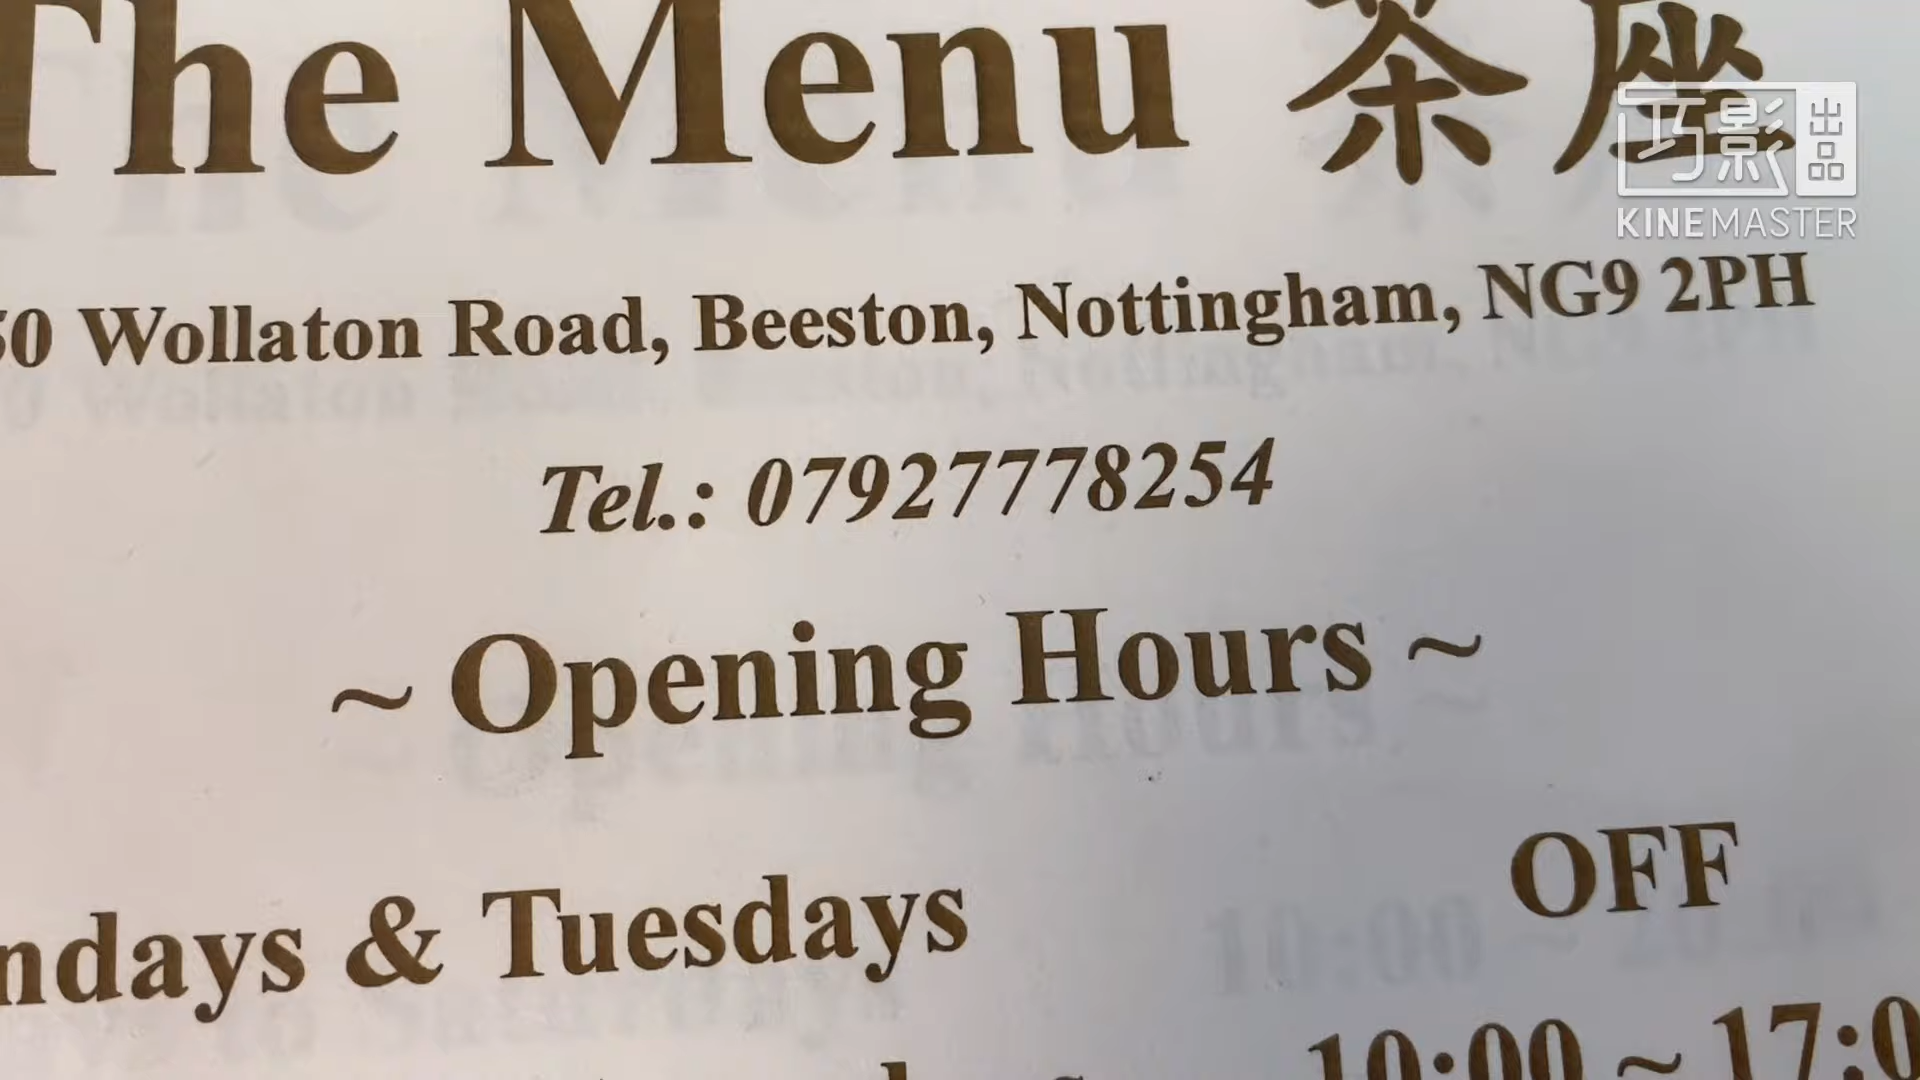 The Menu 茶座
巧影
出品
KINEMASTER
50 Wollaton Road, Beeston, Nottingham, NG9 2PH
Tel.: 07927778254
~ Opening Hours ~
ndays & Tuesdays OFF
10:00 ~ 17:0